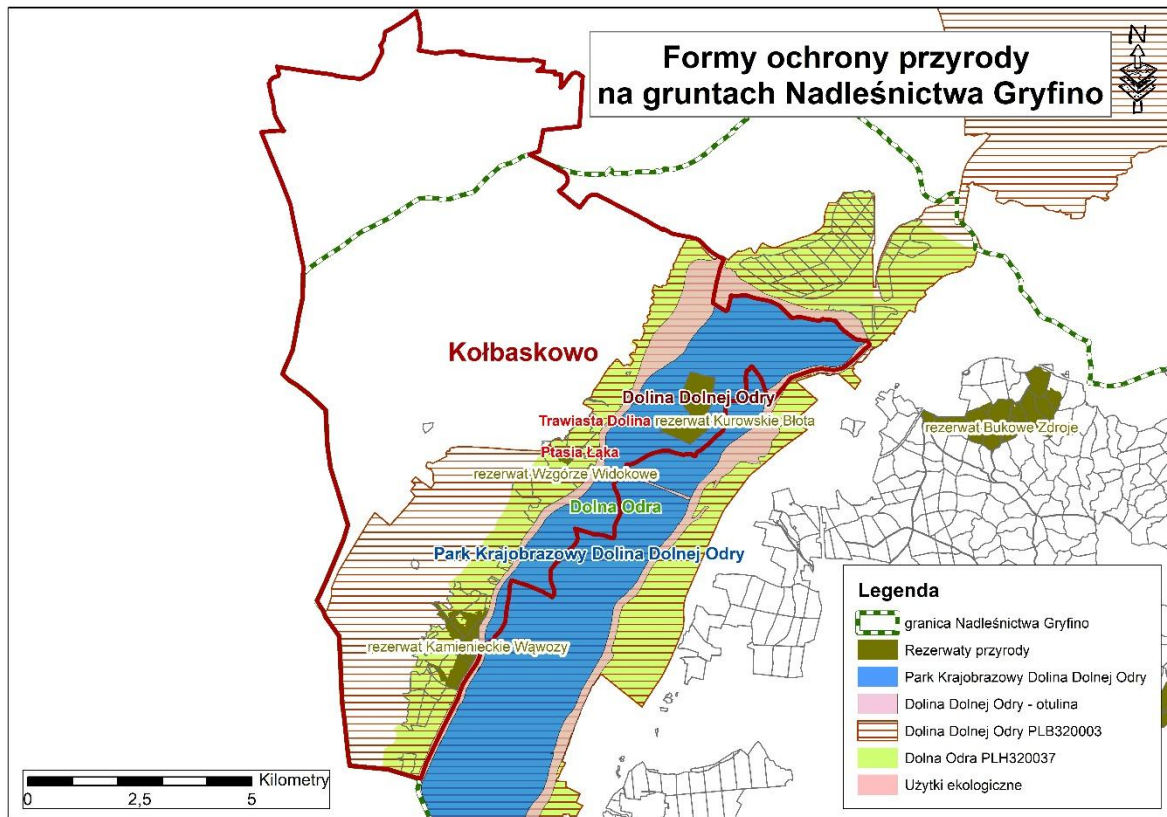 Formy ochrony przyrody
na gruntach Nadleśnictwa Gryfino
N
Kołbaskowo
Dolina Dolnej Odry
Trawiasta Dolina
rezerwat Kurowskie Błota
rezerwat Bukowe Zdroje
Ptasia Łąka
rezerwat Wzgórze Widokowe
Dolna Odra
Park Krajobrazowy Dolina Dolnej Odry
rezerwat Kamienieckie Wąwozy
Legenda
granica Nadleśnictwa Gryfino
Rezerwaty przyrody
Park Krajobrazowy Dolina Dolnej Odry
Dolina Dolnej Odry - otulina
Dolina Dolnej Odry PLB320003
Dolna Odra PLH320037
Użytki ekologiczne
Kilometry
0 2,5 5